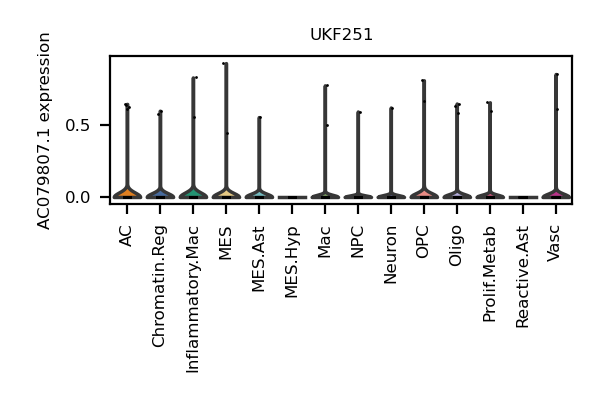 UKF251
AC079807.1 expression
0.5
0.0
AC
Chromatin.Reg
Inflammatory.Mac
MES
MES.Ast
MES.Hyp
Mac
NPC
Neuron
OPC
Oligo
Prolif.Metab
Reactive.Ast
Vasc